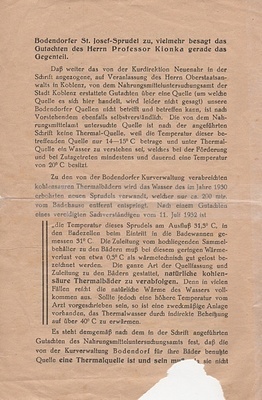 Bodendorfer St. Josef-Sprudel zu, vielmehr besagt das
Gutachten des Herrn Professor Kionka gerade das
Gegenteil.
Daß weiter das von der Kurdirektion Neuenahr in der
Schrift angezogene, auf Veranlassung des Herrn Oberstaatsan-
walts in Koblenz, von dem Nahrungsmitteluntersuchungsamt der
Stadt Koblenz erstattete Gutachten über eine Quelle (um welche
Quelle es sich hier handelt, wird leider nicht gesagt) unsere
Bodendorfer Quellen nicht betrifft und betreffen kann, ist nach
Vorstehendem ebenfalls selbstverständlich. Die von dem Nah-
rungsmittelamt untersuchte Quelle ist nach der angeführten
Schrift keine Thermal-Quelle, weil die Temperatur dieser be-
treffenden Quelle nur 14—15° C betrage und unter Thermal-
Quelle ein Wasser zu verstehen sei, welches bei der Förderung
und bei Zutagetreten mindestens und dauernd eine Temperatur
von 20° C besitzt.
Zu den von der Bodendorfer Kurverwaltung verabreichten
kohlensauren Thermalbädern wird das Wasser des im Jahre 1930
erbohrten neuen Sprudels verwandt, welcher nur ca. 200 mtr.
vom Badehause entfernt entspringt. Nach einem Gutachten
eines vereidigten Sachverständigen vom 11. Juli 1932 ist
„die Temperatur dieses Sprudels am Ausfluß 31,5° C, in
den Badezellen beim Eintritt in die Badewannen ge-
messen 31° C. Die Zuleitung vom hochliegenden Sammel-
behälter zu den Bädern muß bei diesem geringen Wärme-
verlust von etwa 0,5° C als wärmetechnisch gut gelöst be-
zeichnet werden. Die ganze Art der Quellfassung und
Zuleitung zu den Bädern gestattet, natürliche kohlen-
saure Thermalbäder zu verabfolgen. Denn in vielen
Fällen reicht die natürliche Wärme des Wassers voll-
kommen aus. Sollte jedoch eine höhere Temperatur vom
Arzt vorgeschrieben sein, so ist eine zweckmäßige Anlage
vorhanden, das Thermalwasser durch indirekte Beheizung
auf über 40° C zu erwärmen.
Es steht demgemäß nach dem in der Schrift angeführten
Gutachten des Nahrungsmitteluntersuchungsamts fest, daß die
von der Kurverwaltung Bodendorf für ihre Bäder benutzte
Quelle eine Thermalquelle ist und sein muß, sie nicht